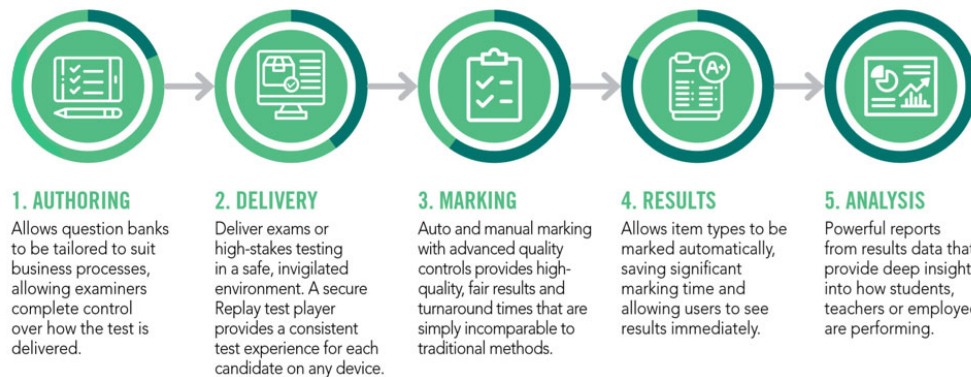 A+
1. AUTHORING
Allows question banks
to be tailored to suit
business processes,
allowing examiners
complete control
over how the test is
delivered.
2. DELIVERY
Deliver exams or
high-stakes testing
in a safe, invigilated
environment. A secure
Replay test player
provides a consistent
test experience for each
candidate on any device.
3. MARKING
Auto and manual marking
with advanced quality
controls provides high-
quality, fair results and
turnaround times that are
simply incomparable to
traditional methods.
4. RESULTS
Allows item types to be
marked automatically,
saving significant
marking time and
allowing users to see
results immediately.
5. ANALYSIS
Powerful reports
from results data that
provide deep insight
into how students,
teachers or employee
are performing.